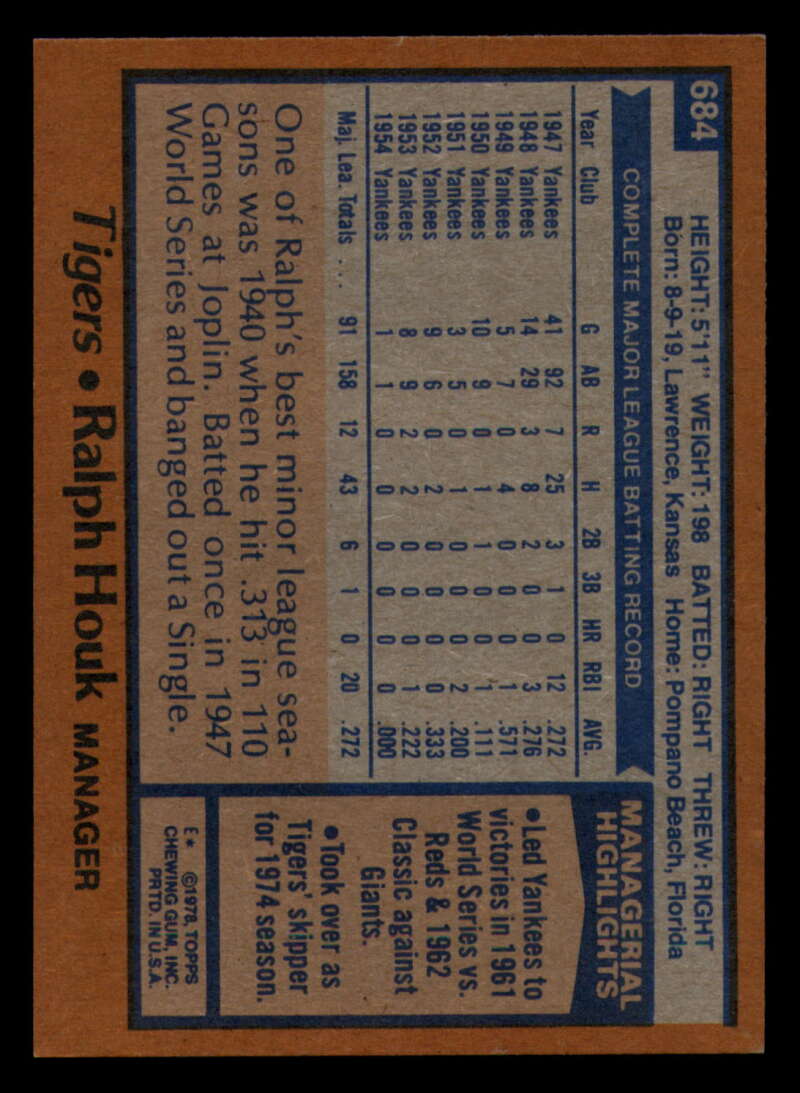 684
HEIGHT: 5'11" WEIGHT: 198 BATTED: RIGHT THREW: RIGHT
Born: 8-9-19, Lawrence, Kansas Home: Pompano Beach, Florida
COMPLETE MAJOR LEAGUE BATTING RECORD
Year Club G AB R H 2B 3B HR RBI AVG.
1947 Yankees 41 92 7 25 3 1 0 12 .272
1948 Yankees 14 29 3 8 2 0 0 3 .276
1949 Yankees 5 7 0 4 0 0 0 1 .571
1950 Yankees 10 9 0 1 1 0 0 1 .111
1951 Yankees 3 5 0 1 0 0 0 2 .200
1952 Yankees 9 6 0 2 0 0 0 0 .333
1953 Yankees 8 9 2 2 0 0 0 1 .222
1954 Yankees 1 1 0 0 0 0 0 0 .000
Maj. Lea. Totals ... 91 158 12 43 6 1 0 20 .272
One of Ralph's best minor league sea-
sons was 1940 when he hit .313 in 110
Games at Joplin. Batted once in 1947
World Series and banged out a Single.
MANAGERIAL
HIGHLIGHTS
•Led Yankees to
victories in 1961
World Series vs.
Reds & 1962
Classic against
Giants.
•Took over as
Tigers' skipper
for 1974 season.
E* ©1978, TOPPS
CHEWING GUM, INC.
PRTD. IN U.S.A.
Tigers • Ralph Houk MANAGER